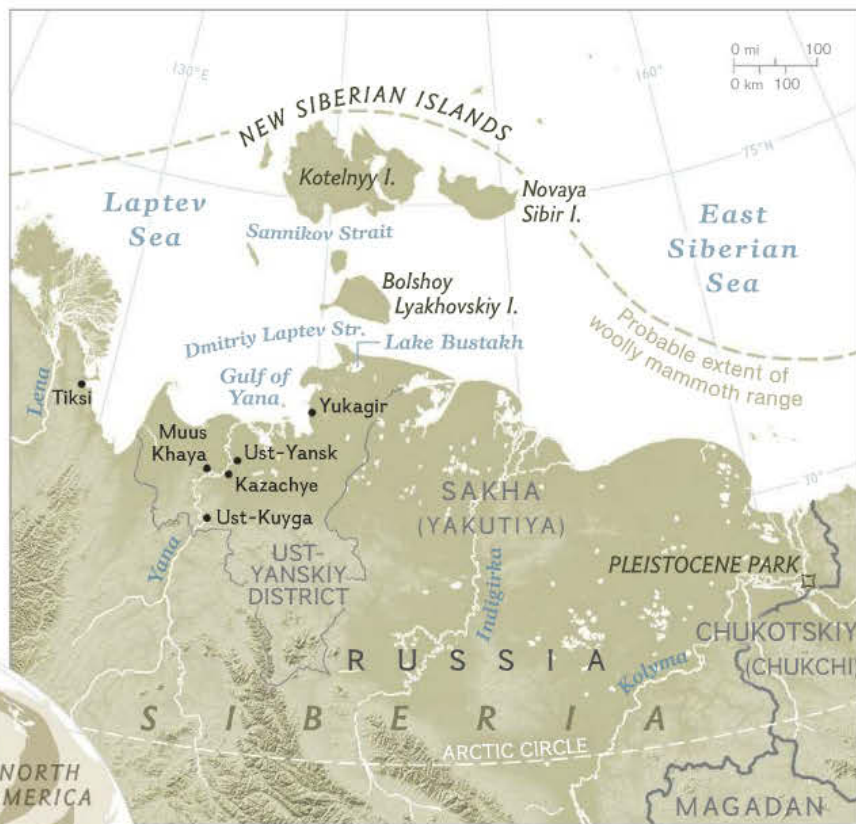 0 mi 100
0 km 100
130°E
160°
NEW SIBERIAN ISLANDS
75°N
Kotelnyy I.
Novaya
Sibir I.
Laptev
Sea
Sannikov Strait
East
Siberian
Sea
Bolshoy
Lyakhovskiy I.
Probable extent of
woolly mammoth range
Dmitriy Laptev Str.
Lake Bustakh
Gulf of
Yana
Lena
Tiksi
Yukagir
Muus
Khaya
Ust-Yansk
Kazachye
Ust-Kuyga
70°
SAKHA
(YAKUTIYA)
Yana
UST-
YANSKIY
DISTRICT
Indigirka
PLEISTOCENE PARK
CHUKOTSKIY
(CHUKCHI)
RUSSIA
Kolyma
SIBERIA
ARCTIC CIRCLE
NORTH
MERICA
MAGADAN